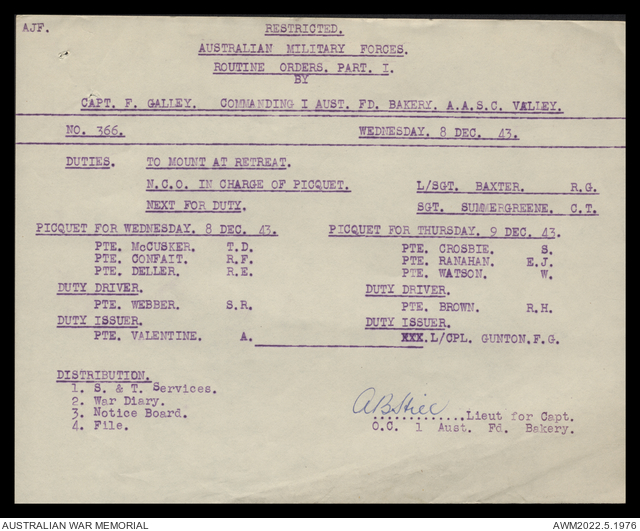 AJF.
RESTRICTED.
AUSTRALIAN MILITARY FORCES.
ROUTINE ORDERS. PART. I.
BY
CAPT. F. GALLEY. COMMANDING I AUST. FD. BAKERY. A.A.S.C. VALLEY.
NO. 366. WEDNESDAY. 8 DEC. 43.
DUTIES. TO MOUNT AT RETREAT.
N.C.O. IN CHARGE OF PICQUET. L/SGT. BAXTER. R.G.
NEXT FOR DUTY. SGT. SUMMERGREENE. C.T.
PICQUET FOR WEDNESDAY. 8 DEC. 43. PICQUET FOR THURSDAY. 9 DEC. 43.
PTE. McCUSKER. T.D. PTE. CROSBIE. S.
PTE. CONFAIT. R.F. PTE. RANAHAN. E.J.
PTE. DELLER. R.E. PTE. WATSON. W.
DUTY DRIVER. DUTY DRIVER.
PTE. WEBBER. S.R. PTE. BROWN. R.H.
DUTY ISSUER. DUTY ISSUER.
PTE. VALENTINE. A. XXX.L/CPL. GUNTON.F.G.
DISTRIBUTION.
1. S. & T. Services.
2. War Diary.
3. Notice Board.
4. File.
A B Hill
..............Lieut for Capt.
O.C. 1 Aust. Fd. Bakery.
AUSTRALIAN WAR MEMORIAL AWM2022.5.1976